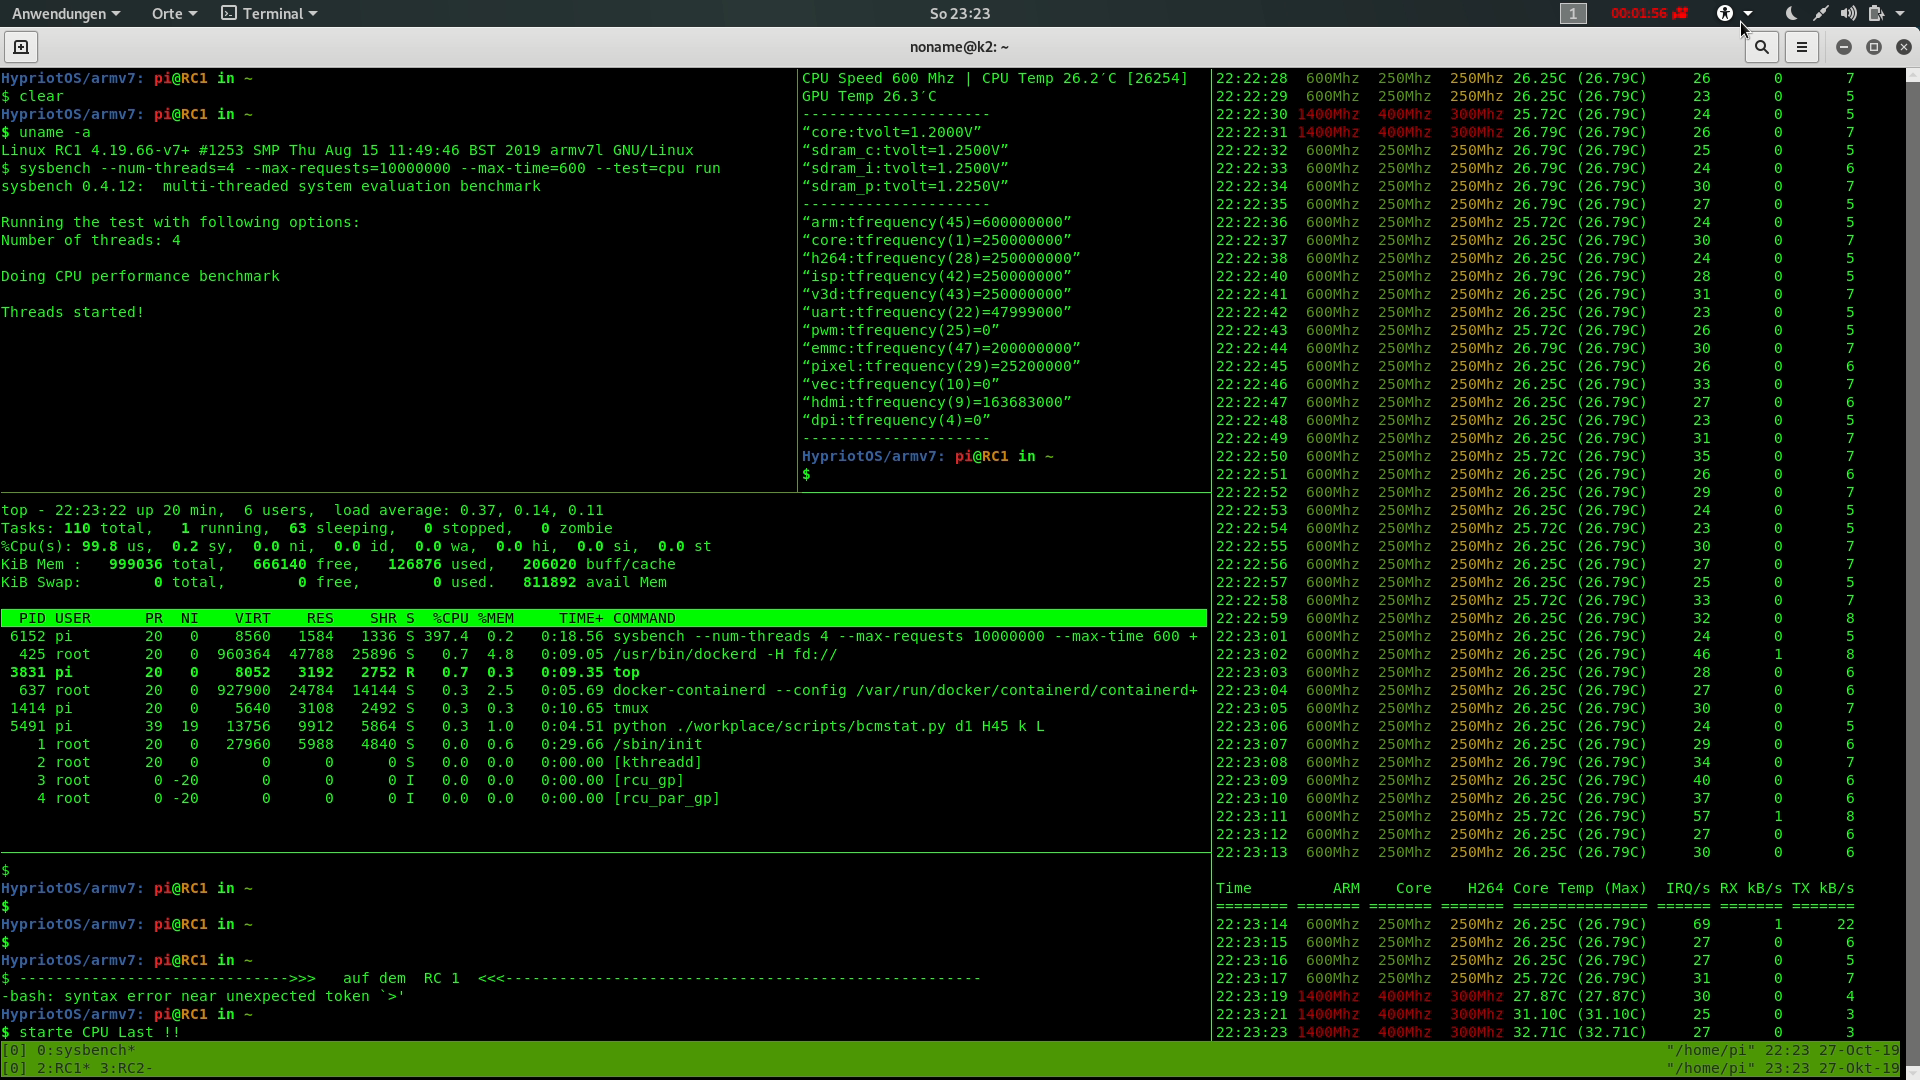 Anwendungen Orte Terminal So 23:23 1 00:01:56
noname@k2: ~
HypriotOS/armv7: pi@RC1 in ~
$ clear
HypriotOS/armv7: pi@RC1 in ~
$ uname -a
Linux RC1 4.19.66-v7+ #1253 SMP Thu Aug 15 11:49:46 BST 2019 armv7l GNU/Linux
$ sysbench --num-threads=4 --max-requests=10000000 --max-time=600 --test=cpu run
sysbench 0.4.12:  multi-threaded system evaluation benchmark
Running the test with following options:
Number of threads: 4
Doing CPU performance benchmark
Threads started!
CPU Speed 600 Mhz | CPU Temp 26.2′C [26254]
GPU Temp 26.3′C
---------------------
“core:tvolt=1.2000V”
“sdram_c:tvolt=1.2500V”
“sdram_i:tvolt=1.2500V”
“sdram_p:tvolt=1.2250V”
---------------------
“arm:tfrequency(45)=600000000”
“core:tfrequency(1)=250000000”
“h264:tfrequency(28)=250000000”
“isp:tfrequency(42)=250000000”
“v3d:tfrequency(43)=250000000”
“uart:tfrequency(22)=47999000”
“pwm:tfrequency(25)=0”
“emmc:tfrequency(47)=200000000”
“pixel:tfrequency(29)=25200000”
“vec:tfrequency(10)=0”
“hdmi:tfrequency(9)=163683000”
“dpi:tfrequency(4)=0”
---------------------
HypriotOS/armv7: pi@RC1 in ~
$
top - 22:23:22 up 20 min,  6 users,  load average: 0.37, 0.14, 0.11
Tasks: 110 total,   1 running,  63 sleeping,   0 stopped,   0 zombie
%Cpu(s): 99.8 us,  0.2 sy,  0.0 ni,  0.0 id,  0.0 wa,  0.0 hi,  0.0 si,  0.0 st
KiB Mem :   999036 total,   666140 free,   126876 used,   206020 buff/cache
KiB Swap:        0 total,        0 free,        0 used.   811892 avail Mem
PID USER PR NI VIRT RES SHR S %CPU %MEM TIME+ COMMAND
6152 pi 20 0 8560 1584 1336 S 397.4 0.2 0:18.56 sysbench --num-threads 4 --max-requests 10000000 --max-time 600 +
425 root 20 0 960364 47788 25896 S 0.7 4.8 0:09.05 /usr/bin/dockerd -H fd://
3831 pi 20 0 8052 3192 2752 R 0.7 0.3 0:09.35 top
637 root 20 0 927900 24784 14144 S 0.3 2.5 0:05.69 docker-containerd --config /var/run/docker/containerd/containerd+
1414 pi 20 0 5640 3108 2492 S 0.3 0.3 0:10.65 tmux
5491 pi 39 19 13756 9912 5864 S 0.3 1.0 0:04.51 python ./workplace/scripts/bcmstat.py d1 H45 k L
1 root 20 0 27960 5988 4840 S 0.0 0.6 0:29.66 /sbin/init
2 root 20 0 0 0 0 S 0.0 0.0 0:00.00 [kthreadd]
3 root 0 -20 0 0 0 I 0.0 0.0 0:00.00 [rcu_gp]
4 root 0 -20 0 0 0 I 0.0 0.0 0:00.00 [rcu_par_gp]
$
HypriotOS/armv7: pi@RC1 in ~
$
HypriotOS/armv7: pi@RC1 in ~
$
HypriotOS/armv7: pi@RC1 in ~
$ ------------------------------>>>   auf dem  RC 1  <<<-----------------------------------------------------
-bash: syntax error near unexpected token `>'
HypriotOS/armv7: pi@RC1 in ~
$ starte CPU Last !!
22:22:28 600Mhz 250Mhz 250Mhz 26.25C (26.79C) 26 0 7
22:22:29 600Mhz 250Mhz 250Mhz 26.25C (26.79C) 23 0 5
22:22:30 1400Mhz 400Mhz 300Mhz 25.72C (26.79C) 24 0 5
22:22:31 1400Mhz 400Mhz 300Mhz 26.79C (26.79C) 26 0 7
22:22:32 600Mhz 250Mhz 250Mhz 26.25C (26.79C) 25 0 5
22:22:33 600Mhz 250Mhz 250Mhz 26.25C (26.79C) 24 0 6
22:22:34 600Mhz 250Mhz 250Mhz 26.79C (26.79C) 30 0 7
22:22:35 600Mhz 250Mhz 250Mhz 26.79C (26.79C) 27 0 5
22:22:36 600Mhz 250Mhz 250Mhz 25.72C (26.79C) 24 0 5
22:22:37 600Mhz 250Mhz 250Mhz 26.25C (26.79C) 30 0 7
22:22:38 600Mhz 250Mhz 250Mhz 26.25C (26.79C) 24 0 5
22:22:40 600Mhz 250Mhz 250Mhz 26.79C (26.79C) 28 0 5
22:22:41 600Mhz 250Mhz 250Mhz 26.25C (26.79C) 31 0 7
22:22:42 600Mhz 250Mhz 250Mhz 26.25C (26.79C) 23 0 5
22:22:43 600Mhz 250Mhz 250Mhz 25.72C (26.79C) 26 0 5
22:22:44 600Mhz 250Mhz 250Mhz 26.79C (26.79C) 30 0 7
22:22:45 600Mhz 250Mhz 250Mhz 26.25C (26.79C) 26 0 6
22:22:46 600Mhz 250Mhz 250Mhz 26.25C (26.79C) 33 0 7
22:22:47 600Mhz 250Mhz 250Mhz 26.25C (26.79C) 27 0 6
22:22:48 600Mhz 250Mhz 250Mhz 26.25C (26.79C) 23 0 5
22:22:49 600Mhz 250Mhz 250Mhz 26.25C (26.79C) 31 0 7
22:22:50 600Mhz 250Mhz 250Mhz 25.72C (26.79C) 35 0 7
22:22:51 600Mhz 250Mhz 250Mhz 26.25C (26.79C) 26 0 6
22:22:52 600Mhz 250Mhz 250Mhz 26.25C (26.79C) 29 0 7
22:22:53 600Mhz 250Mhz 250Mhz 26.25C (26.79C) 24 0 5
22:22:54 600Mhz 250Mhz 250Mhz 25.72C (26.79C) 23 0 5
22:22:55 600Mhz 250Mhz 250Mhz 26.25C (26.79C) 30 0 7
22:22:56 600Mhz 250Mhz 250Mhz 26.25C (26.79C) 27 0 7
22:22:57 600Mhz 250Mhz 250Mhz 26.25C (26.79C) 25 0 5
22:22:58 600Mhz 250Mhz 250Mhz 25.72C (26.79C) 33 0 7
22:22:59 600Mhz 250Mhz 250Mhz 26.25C (26.79C) 32 0 8
22:23:01 600Mhz 250Mhz 250Mhz 26.25C (26.79C) 24 0 5
22:23:02 600Mhz 250Mhz 250Mhz 26.25C (26.79C) 46 1 8
22:23:03 600Mhz 250Mhz 250Mhz 26.25C (26.79C) 28 0 6
22:23:04 600Mhz 250Mhz 250Mhz 26.25C (26.79C) 27 0 6
22:23:05 600Mhz 250Mhz 250Mhz 26.25C (26.79C) 30 0 7
22:23:06 600Mhz 250Mhz 250Mhz 26.25C (26.79C) 24 0 5
22:23:07 600Mhz 250Mhz 250Mhz 26.25C (26.79C) 29 0 6
22:23:08 600Mhz 250Mhz 250Mhz 26.79C (26.79C) 34 0 7
22:23:09 600Mhz 250Mhz 250Mhz 26.25C (26.79C) 40 0 6
22:23:10 600Mhz 250Mhz 250Mhz 26.25C (26.79C) 37 0 6
22:23:11 600Mhz 250Mhz 250Mhz 25.72C (26.79C) 57 1 8
22:23:12 600Mhz 250Mhz 250Mhz 26.25C (26.79C) 27 0 6
22:23:13 600Mhz 250Mhz 250Mhz 26.25C (26.79C) 30 0 6
Time ARM Core H264 Core Temp (Max) IRQ/s RX kB/s TX kB/s
======== ======= ======= ======= =============== ====== ======= =======
22:23:14 600Mhz 250Mhz 250Mhz 26.25C (26.79C) 69 1 22
22:23:15 600Mhz 250Mhz 250Mhz 26.25C (26.79C) 27 0 6
22:23:16 600Mhz 250Mhz 250Mhz 26.25C (26.79C) 27 0 5
22:23:17 600Mhz 250Mhz 250Mhz 25.72C (26.79C) 31 0 7
22:23:19 1400Mhz 400Mhz 300Mhz 27.87C (27.87C) 30 0 4
22:23:21 1400Mhz 400Mhz 300Mhz 31.10C (31.10C) 25 0 3
22:23:23 1400Mhz 400Mhz 300Mhz 32.71C (32.71C) 27 0 3
[0] 0:sysbench* "/home/pi" 22:23 27-Oct-19
[0] 2:RC1* 3:RC2- "/home/pi" 23:23 27-Okt-19